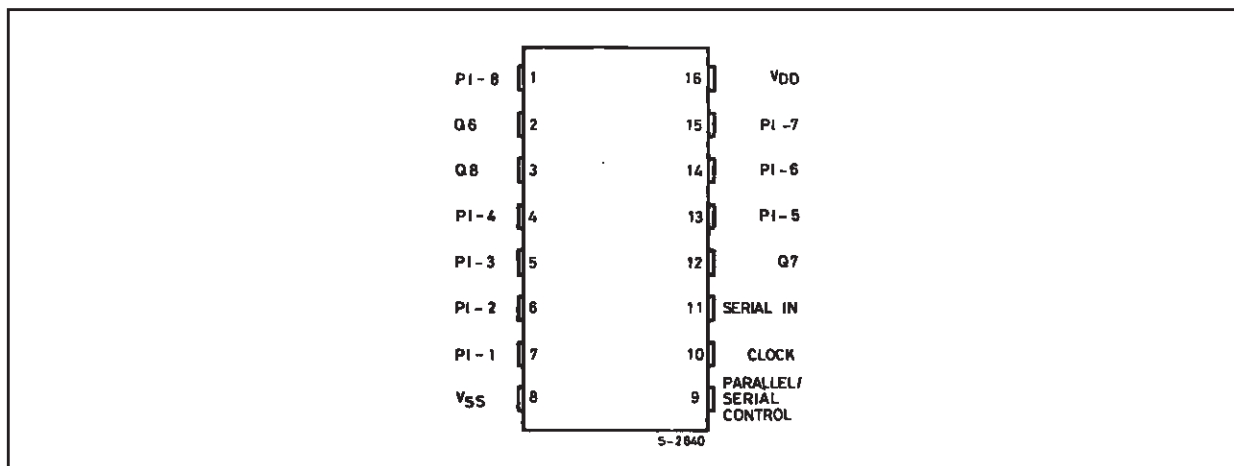 PI-8 1 16 VDD
Q6 2 15 PI-7
Q8 3 14 PI-6
PI-4 4 13 PI-5
PI-3 5 12 Q7
PI-2 6 11 SERIAL IN
PI-1 7 10 CLOCK
VSS 8 9 PARALLEL/
SERIAL
CONTROL
S-2640